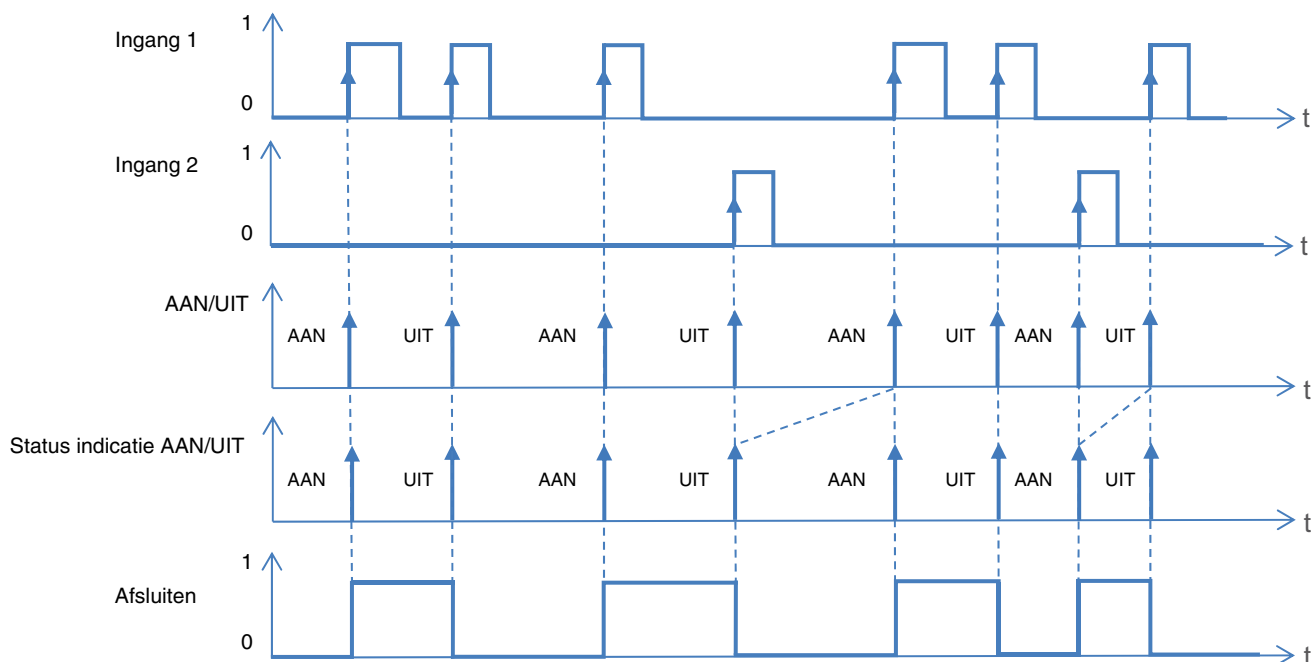 1
Ingang 1
0
t
1
Ingang 2
0
t
AAN/UIT
AAN UIT AAN UIT AAN UIT AAN UIT
t
Status indicatie AAN/UIT
AAN UIT AAN UIT AAN UIT AAN UIT
t
1
Afsluiten
0
t